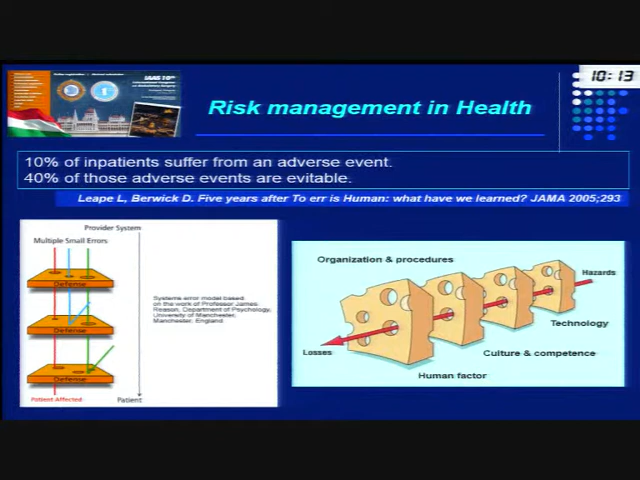 10:13
IAAS 10th
Risk management in Health
10% of inpatients suffer from an adverse event.
40% of those adverse events are evitable.
Leape L, Berwick D. Five years after To err is Human: what have we learned? JAMA 2005;293
Provider System
Multiple Small Errors
Defense
Defense
Defense
Systems error model based
on the work of Professor James
Reason, Department of Psychology,
University of Manchester,
Manchester, England
Patient Affected
Patient
Organization & procedures
Hazards
Technology
Losses
Culture & competence
Human factor